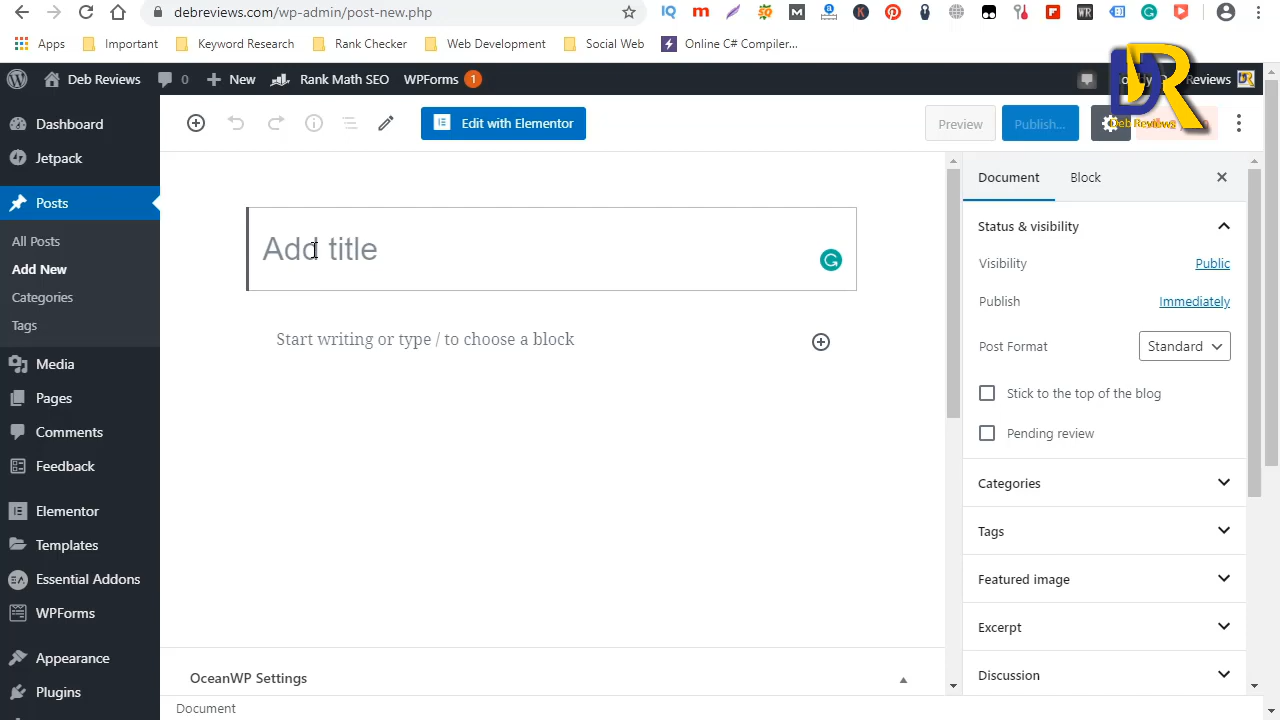 debreviews.com/wp-admin/post-new.php
Apps Important Keyword Research Rank Checker Web Development Social Web Online C# Compiler...
Deb Reviews 0 New Rank Math SEO WPForms 1 Reviews
Dashboard
Jetpack
Posts
All Posts
Add New
Categories
Tags
Media
Pages
Comments
Feedback
Elementor
Templates
Essential Addons
WPForms
Appearance
Plugins
Edit with Elementor
Preview
Publish...
DR
Deb Reviews
Add title
Start writing or type / to choose a block
OceanWP Settings
Document
Document Block
Status & visibility
Visibility Public
Publish Immediately
Post Format Standard
Stick to the top of the blog
Pending review
Categories
Tags
Featured image
Excerpt
Discussion